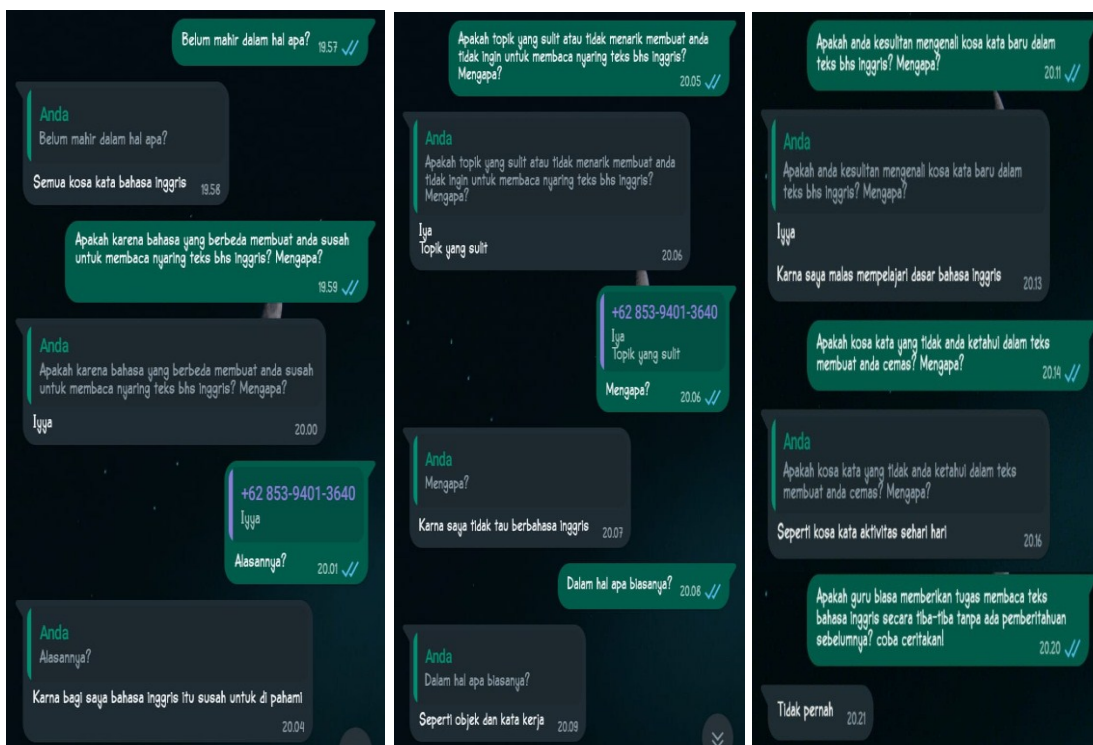 Belum mahir dalam hal apa?
19.57
Anda
Belum mahir dalam hal apa?
Semua kosa kata bahasa inggris
19.58
Apakah karena bahasa yang berbeda membuat anda susah
untuk membaca nyaring teks bhs inggris? Mengapa?
19.59
Anda
Apakah karena bahasa yang berbeda membuat anda susah
untuk membaca nyaring teks bhs inggris? Mengapa?
Iyya
20.00
+62 853-9401-3640
Iyya
Alasannya?
20.01
Anda
Alasannya?
Karna bagi saya bahasa inggris itu susah untuk di pahami
20.04
Apakah topik yang sulit atau tidak menarik membuat anda
tidak ingin untuk membaca nyaring teks bhs inggris?
Mengapa?
20.05
Anda
Apakah topik yang sulit atau tidak menarik membuat anda
tidak ingin untuk membaca nyaring teks bhs inggris?
Mengapa?
Iya
Topik yang sulit
20.06
+62 853-9401-3640
Iya
Topik yang sulit
Mengapa?
20.06
Anda
Mengapa?
Karna saya tidak tau berbahasa inggris
20.07
Dalam hal apa biasanya?
20.08
Anda
Dalam hal apa biasanya?
Seperti objek dan kata kerja
20.09
Apakah anda kesulitan mengenali kosa kata baru dalam
teks bhs inggris? Mengapa?
20.11
Anda
Apakah anda kesulitan mengenali kosa kata baru dalam
teks bhs inggris? Mengapa?
Iyya
Karna saya malas mempelajari dasar bahasa inggris
20.13
Apakah kosa kata yang tidak anda ketahui dalam teks
membuat anda cemas? Mengapa?
20.14
Anda
Apakah kosa kata yang tidak anda ketahui dalam teks
membuat anda cemas? Mengapa?
Seperti kosa kata aktivitas sehari hari
20.16
Apakah guru biasa memberikan tugas membaca teks
bahasa inggris secara tiba-tiba tanpa ada pemberitahuan
sebelumnya? coba ceritakan!
20.20
Tidak pernah
20.21